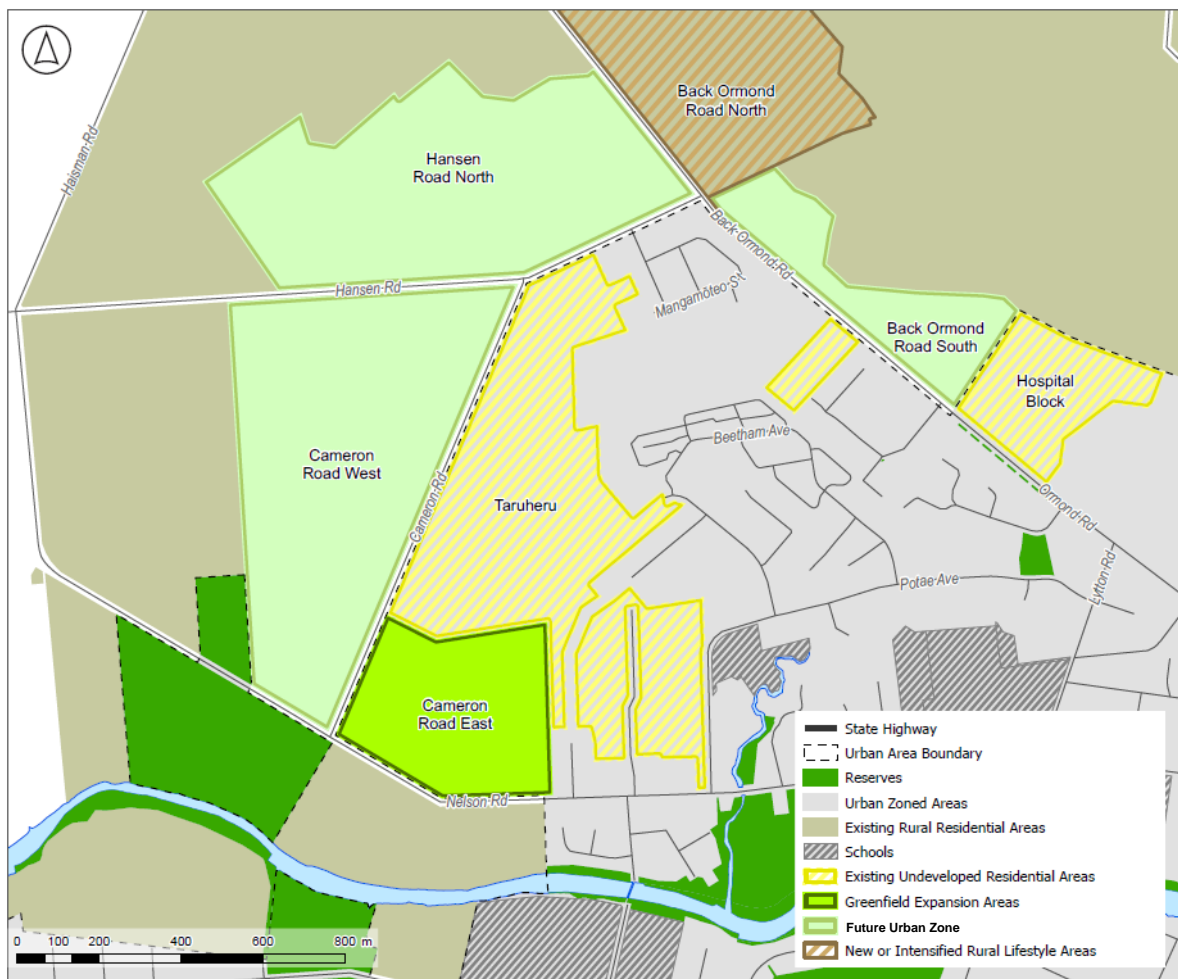 Haisman Rd
Back Ormond
Road North
Hansen
Road North
Back Ormond Rd
Mangamōteo St
Hansen Rd
Back Ormond
Road South
Hospital
Block
Beetham Ave
Cameron
Road West
Cameron Rd
Taruheru
Ormond Rd
Potae Ave
Lytton Rd
Cameron
Road East
Nelson Rd
State Highway
Urban Area Boundary
Reserves
Urban Zoned Areas
Existing Rural Residential Areas
Schools
Existing Undeveloped Residential Areas
Greenfield Expansion Areas
Future Urban Zone
New or Intensified Rural Lifestyle Areas
0 100 200 400 600 800 m